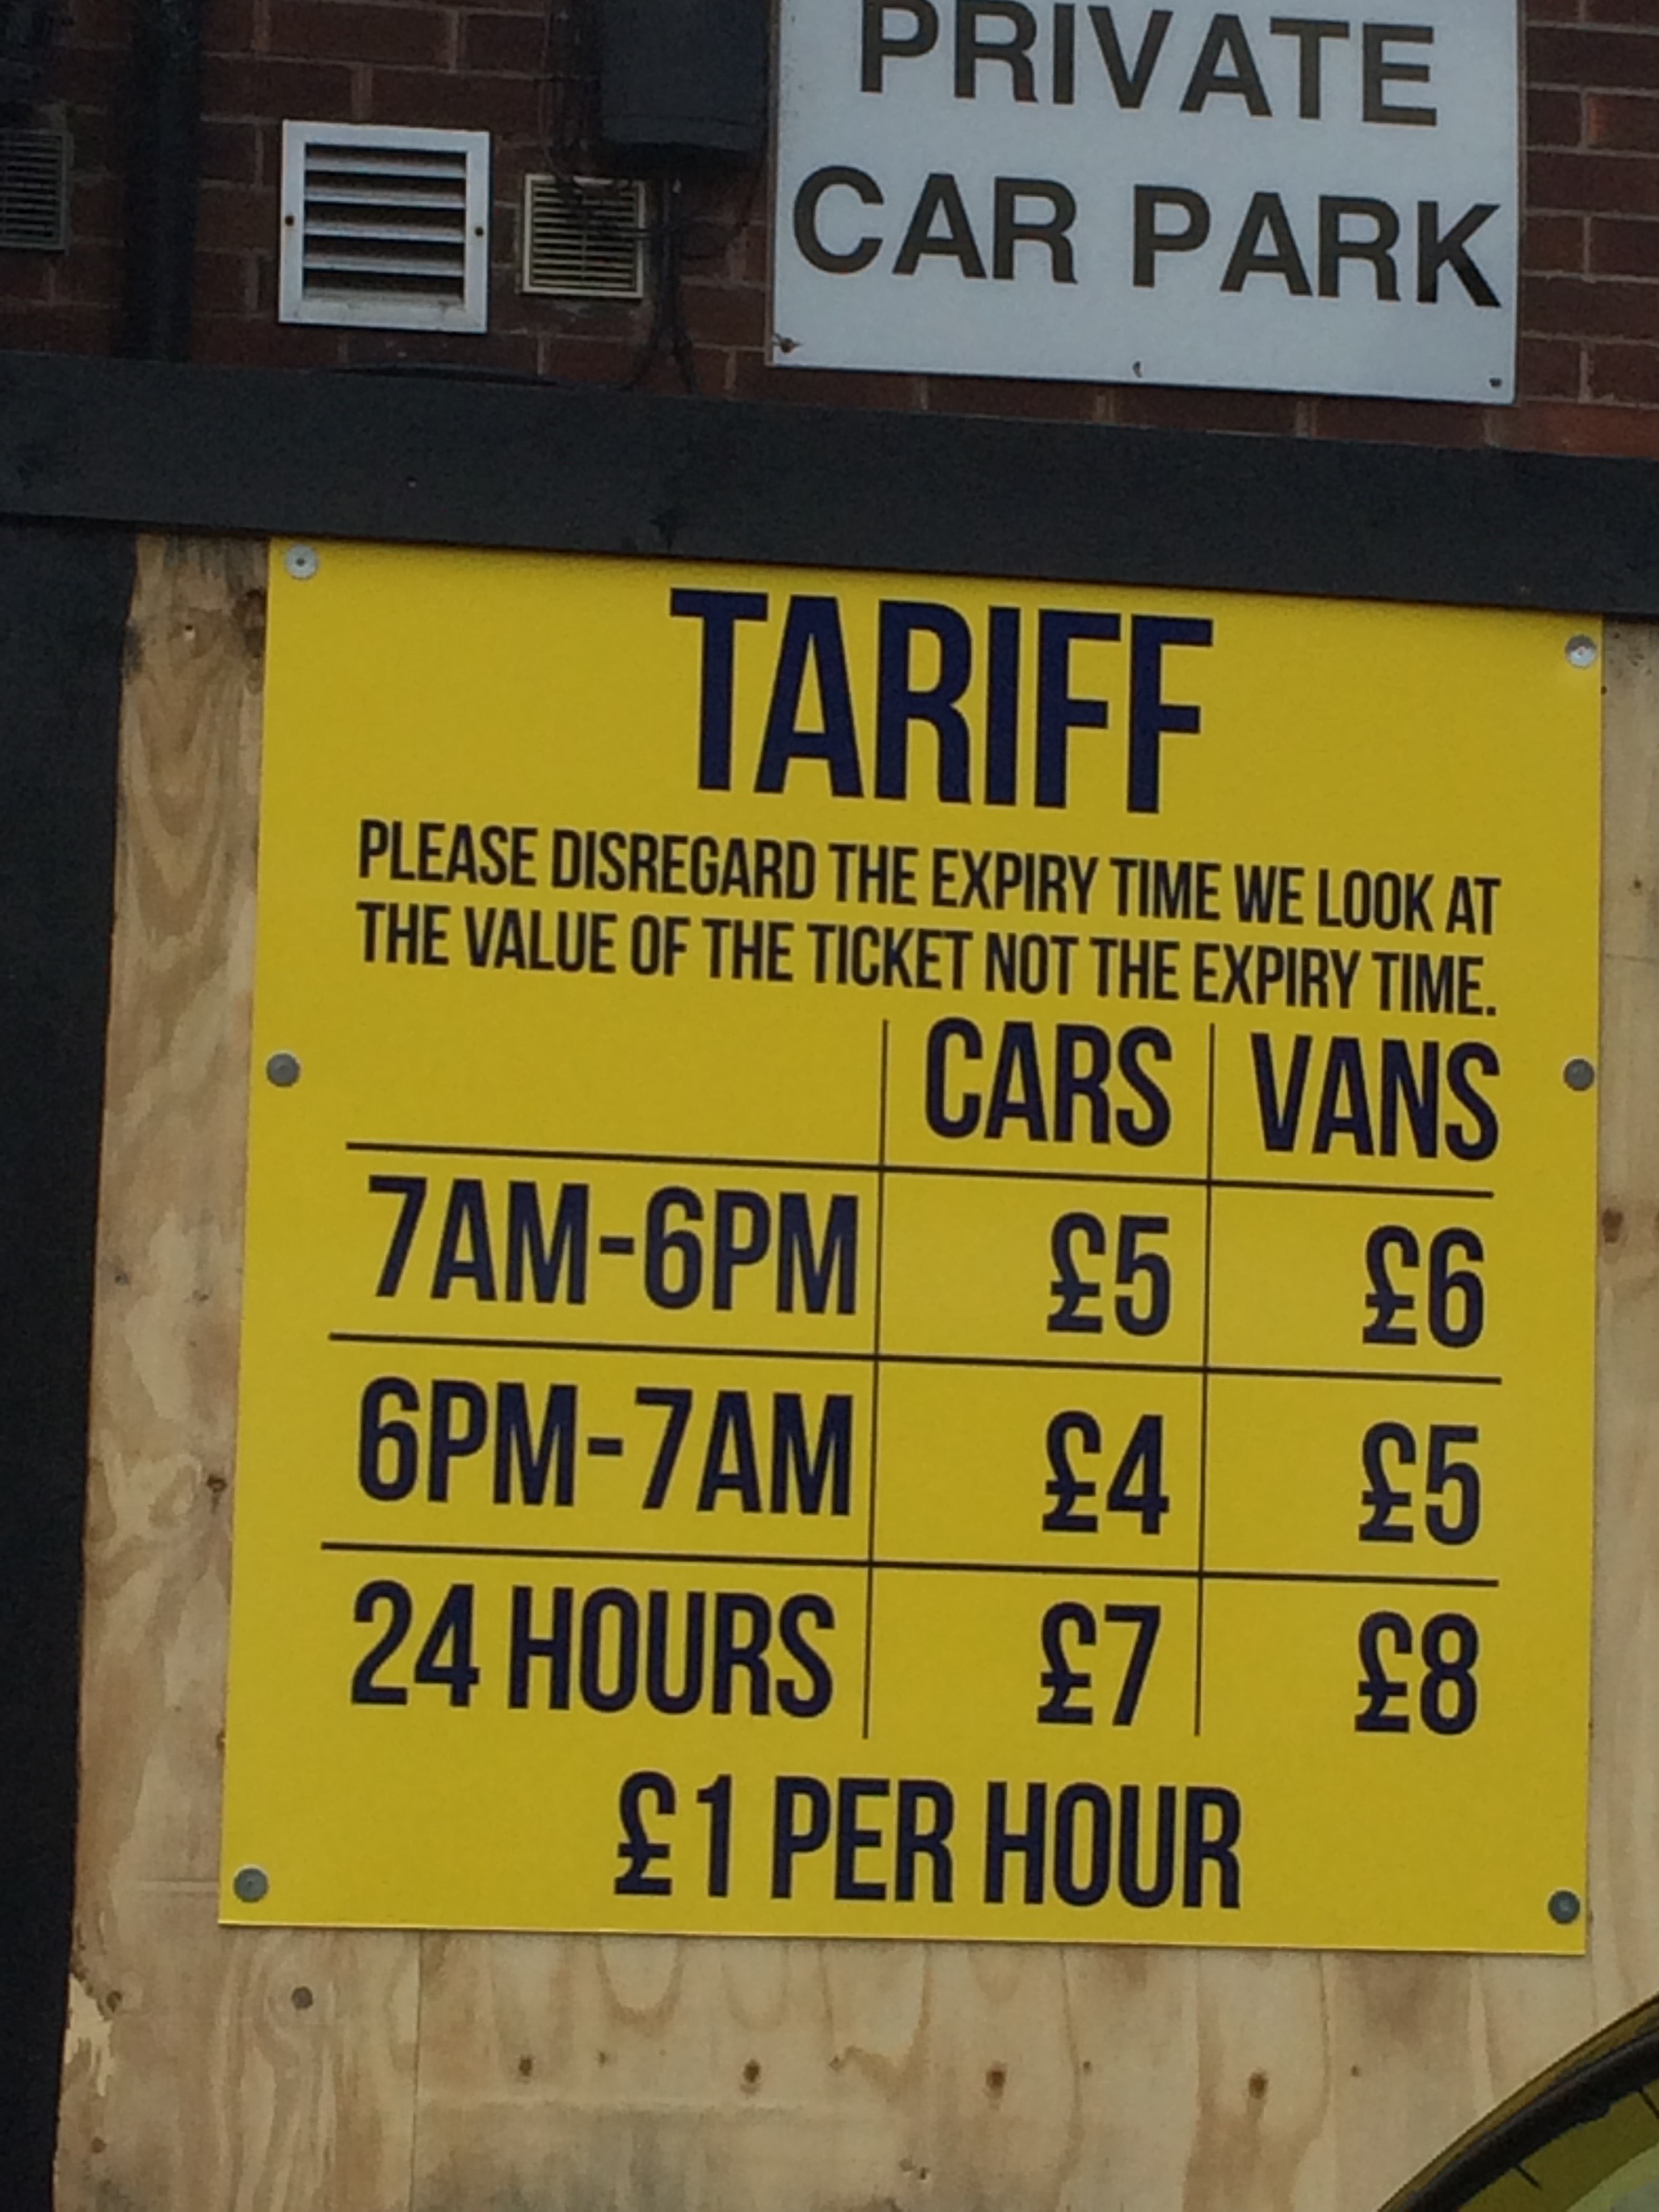 PRIVATE
CAR PARK
TARIFF
PLEASE DISREGARD THE EXPIRY TIME WE LOOK AT
THE VALUE OF THE TICKET NOT THE EXPIRY TIME.
CARS VANS
7AM-6PM £5 £6
6PM-7AM £4 £5
24 HOURS £7 £8
£1 PER HOUR